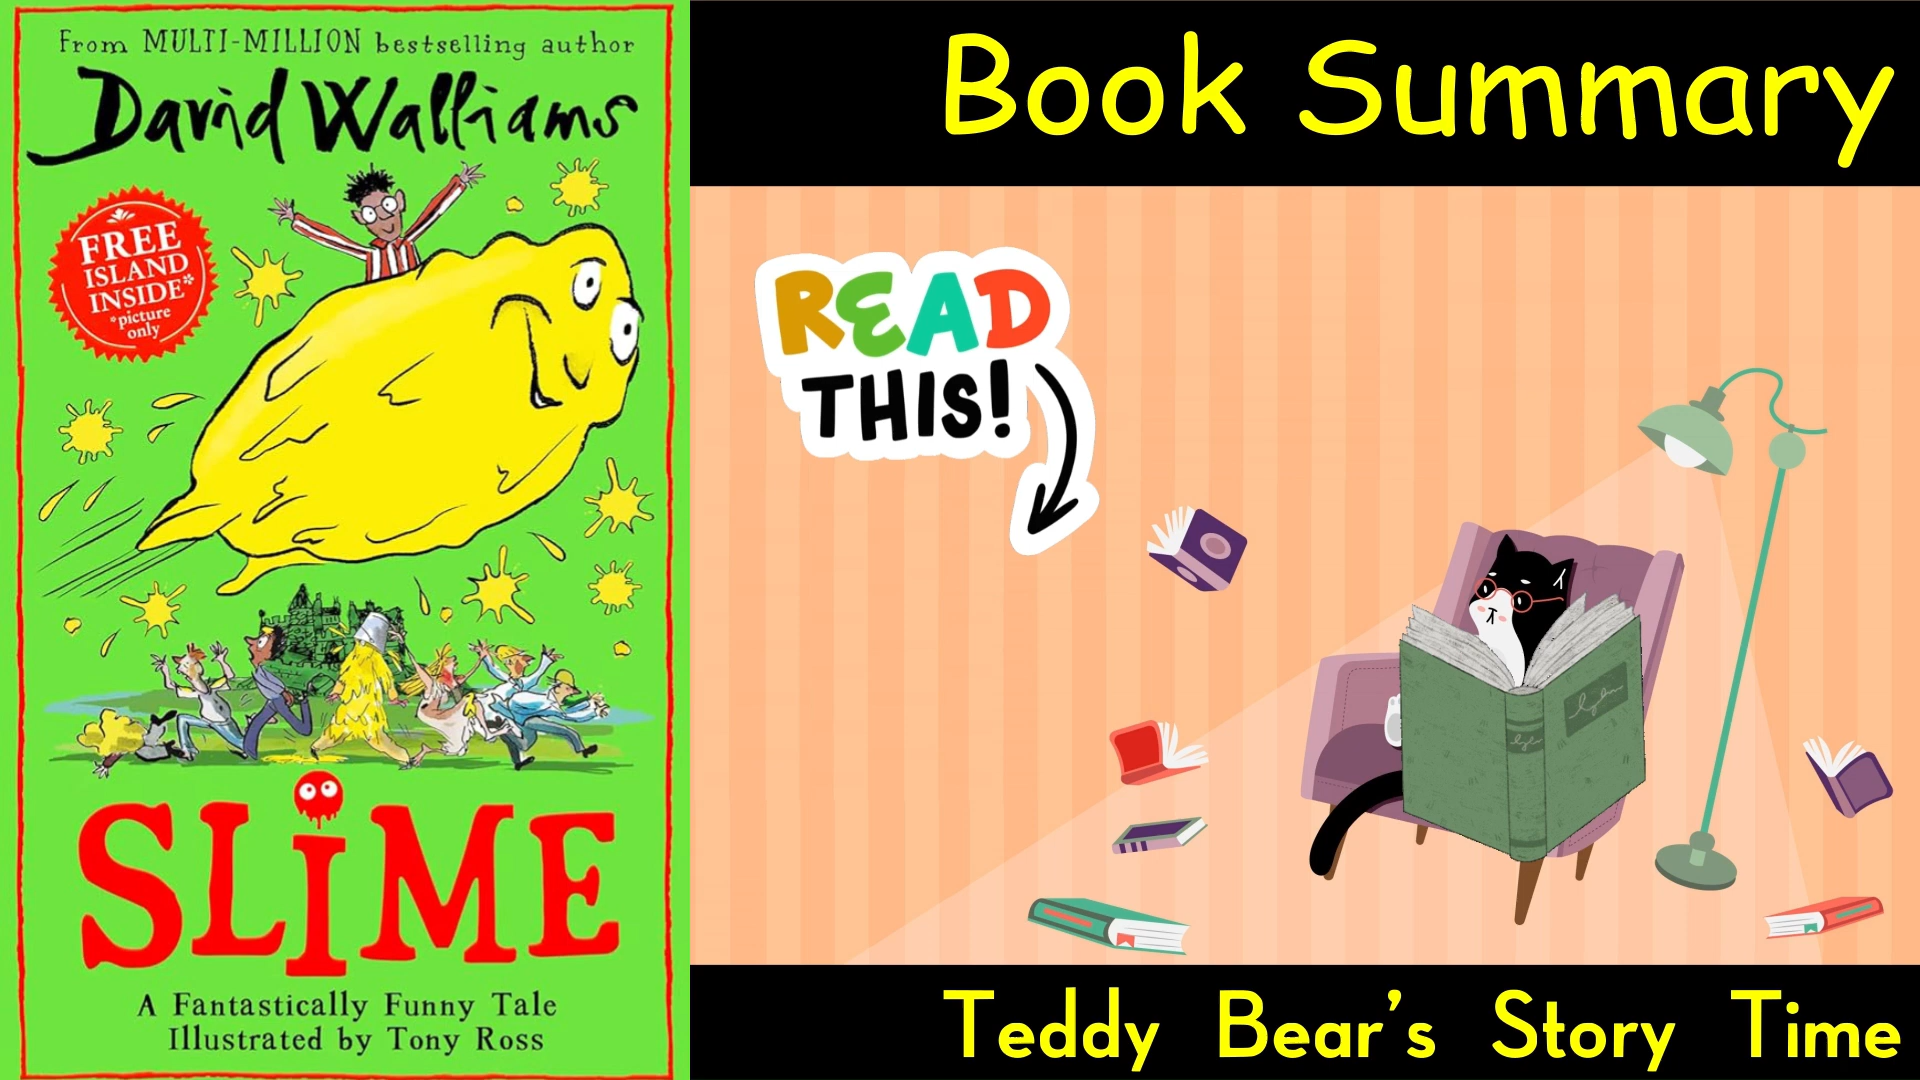 From MULTI-MILLION bestselling author
David Walliams
FREE
ISLAND
INSIDE*
*picture
only
SLiME
A Fantastically Funny Tale
Illustrated by Tony Ross
Book Summary
READ
THIS!
Teddy Bear's Story Time